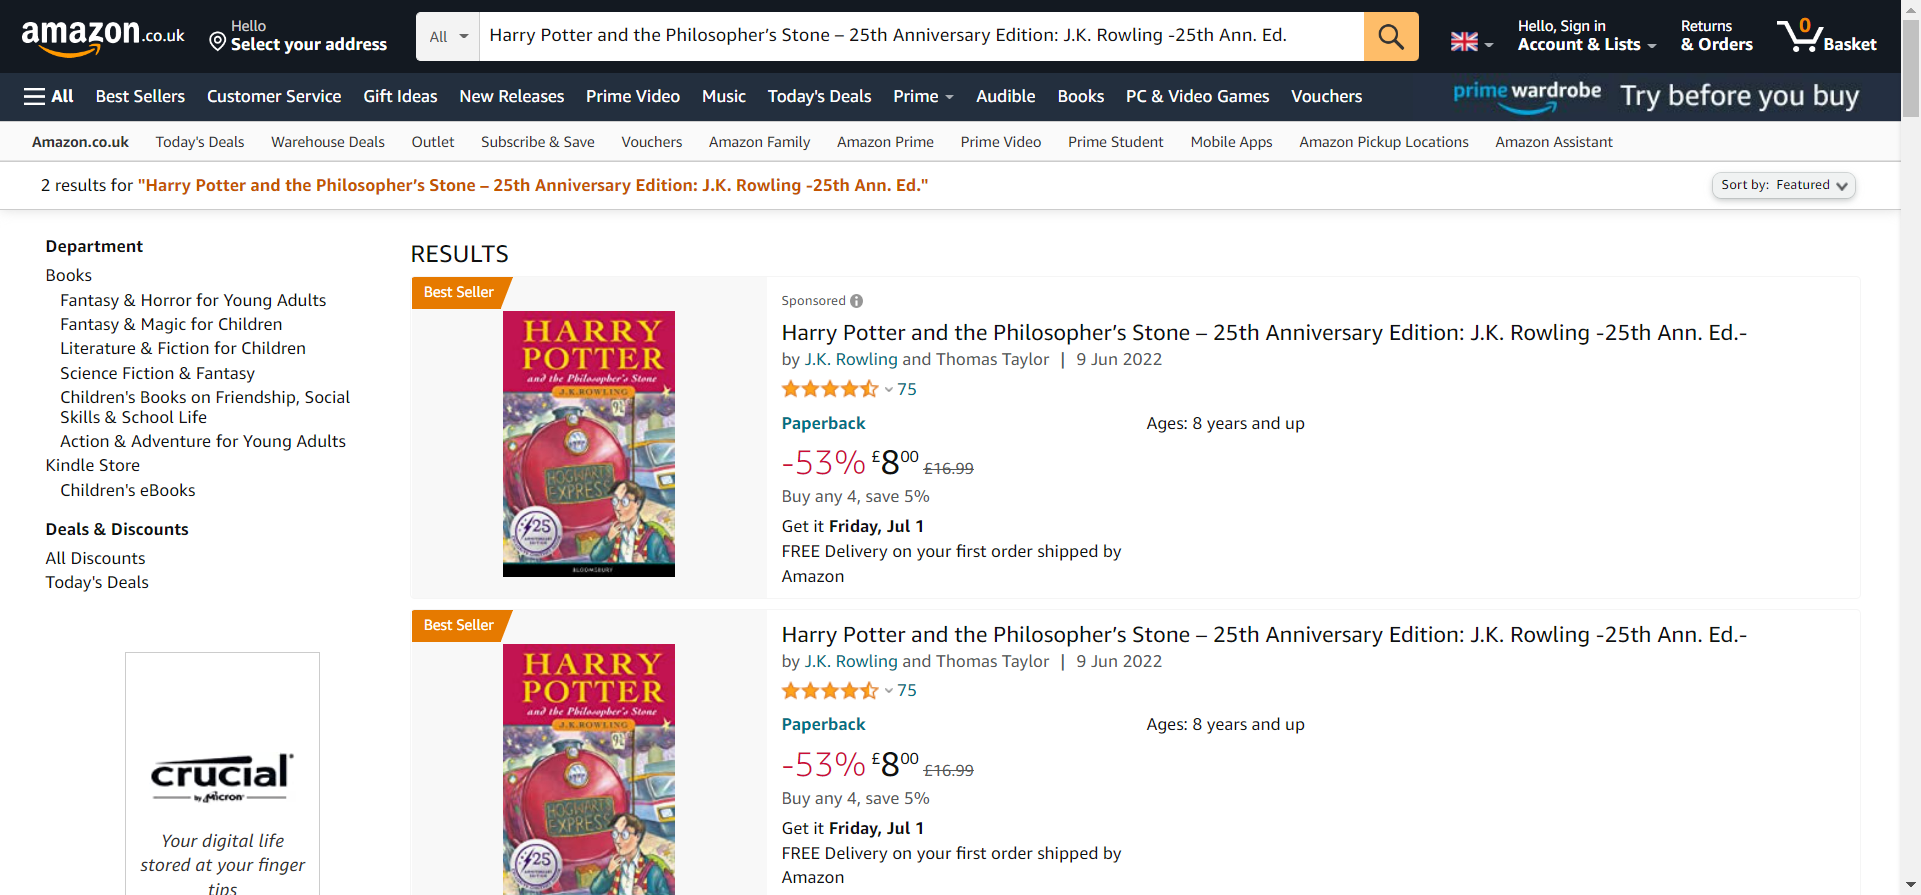 amazon.co.uk
Hello
Select your address
All
Harry Potter and the Philosopher’s Stone – 25th Anniversary Edition: J.K. Rowling -25th Ann. Ed.
Hello, Sign in
Account & Lists
Returns
& Orders
0
Basket
All
Best Sellers
Customer Service
Gift Ideas
New Releases
Prime Video
Music
Today's Deals
Prime
Audible
Books
PC & Video Games
Vouchers
prime wardrobe
Try before you buy
Amazon.co.uk
Today's Deals
Warehouse Deals
Outlet
Subscribe & Save
Vouchers
Amazon Family
Amazon Prime
Prime Video
Prime Student
Mobile Apps
Amazon Pickup Locations
Amazon Assistant
2 results for "Harry Potter and the Philosopher’s Stone – 25th Anniversary Edition: J.K. Rowling -25th Ann. Ed."
Sort by: Featured
Department
Books
Fantasy & Horror for Young Adults
Fantasy & Magic for Children
Literature & Fiction for Children
Science Fiction & Fantasy
Children's Books on Friendship, Social
Skills & School Life
Action & Adventure for Young Adults
Kindle Store
Children's eBooks
Deals & Discounts
All Discounts
Today's Deals
crucial
by Micron
Your digital life
stored at your finger
tips
RESULTS
Best Seller
HARRY
POTTER
and the Philosopher's Stone
J.K.ROWLING
9¾
HOGWARTS
EXPRESS
25
ANNIVERSARY
EDITION
BLOOMSBURY
Sponsored
Harry Potter and the Philosopher’s Stone – 25th Anniversary Edition: J.K. Rowling -25th Ann. Ed.-
by J.K. Rowling and Thomas Taylor | 9 Jun 2022
75
Paperback
Ages: 8 years and up
-53% £800 £16.99
Buy any 4, save 5%
Get it Friday, Jul 1
FREE Delivery on your first order shipped by
Amazon
Best Seller
HARRY
POTTER
and the Philosopher's Stone
J.K.ROWLING
9¾
HOGWARTS
EXPRESS
25
ANNIVERSARY
EDITION
Harry Potter and the Philosopher’s Stone – 25th Anniversary Edition: J.K. Rowling -25th Ann. Ed.-
by J.K. Rowling and Thomas Taylor | 9 Jun 2022
75
Paperback
Ages: 8 years and up
-53% £800 £16.99
Buy any 4, save 5%
Get it Friday, Jul 1
FREE Delivery on your first order shipped by
Amazon